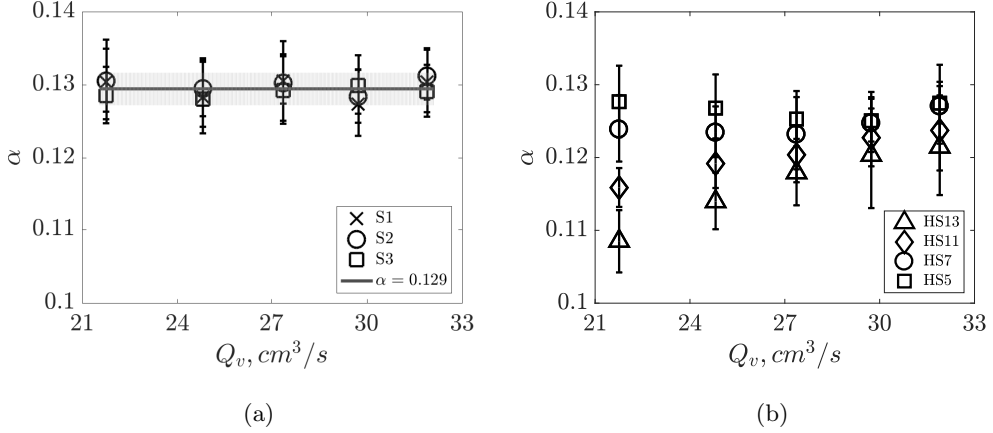 0.14
0.13
0.12
0.11
0.1
α
21 24 27 30 33
Q_v, cm³/s
S1
S2
S3
α = 0.129
(a)
0.14
0.13
0.12
0.11
0.1
α
21 24 27 30 33
Q_v, cm³/s
HS13
HS11
HS7
HS5
(b)